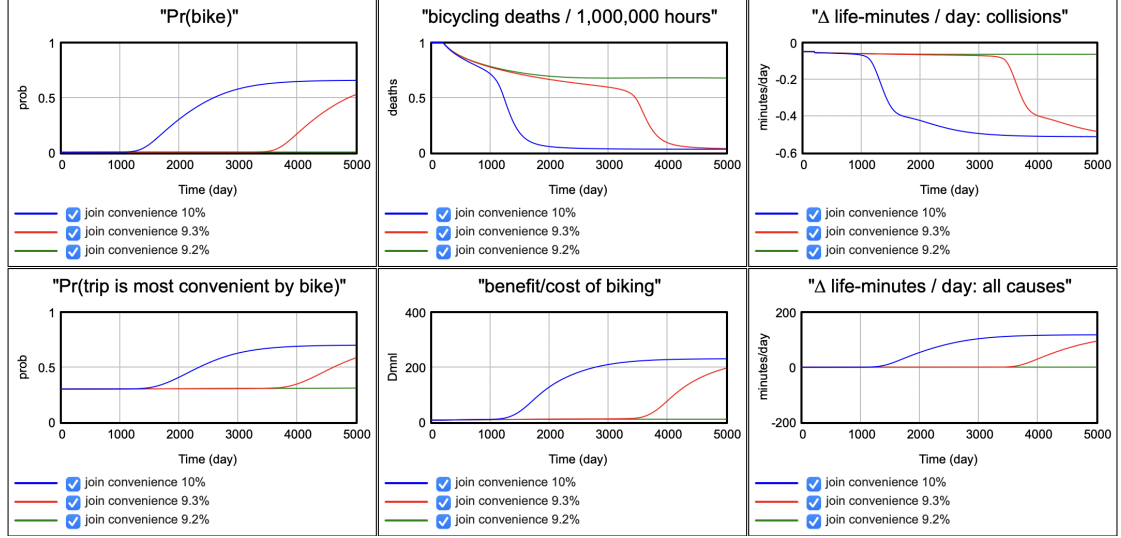 "Pr(bike)"
1
0.5
0
prob
0 1000 2000 3000 4000 5000
Time (day)
join convenience 10%
join convenience 9.3%
join convenience 9.2%
"bicycling deaths / 1,000,000 hours"
1
0.5
0
deaths
0 1000 2000 3000 4000 5000
Time (day)
join convenience 10%
join convenience 9.3%
join convenience 9.2%
"Δ life-minutes / day: collisions"
0
-0.2
-0.4
-0.6
minutes/day
0 1000 2000 3000 4000 5000
Time (day)
join convenience 10%
join convenience 9.3%
join convenience 9.2%
"Pr(trip is most convenient by bike)"
1
0.5
0
prob
0 1000 2000 3000 4000 5000
Time (day)
join convenience 10%
join convenience 9.3%
join convenience 9.2%
"benefit/cost of biking"
400
200
0
Dmnl
0 1000 2000 3000 4000 5000
Time (day)
join convenience 10%
join convenience 9.3%
join convenience 9.2%
"Δ life-minutes / day: all causes"
200
0
-200
minutes/day
0 1000 2000 3000 4000 5000
Time (day)
join convenience 10%
join convenience 9.3%
join convenience 9.2%